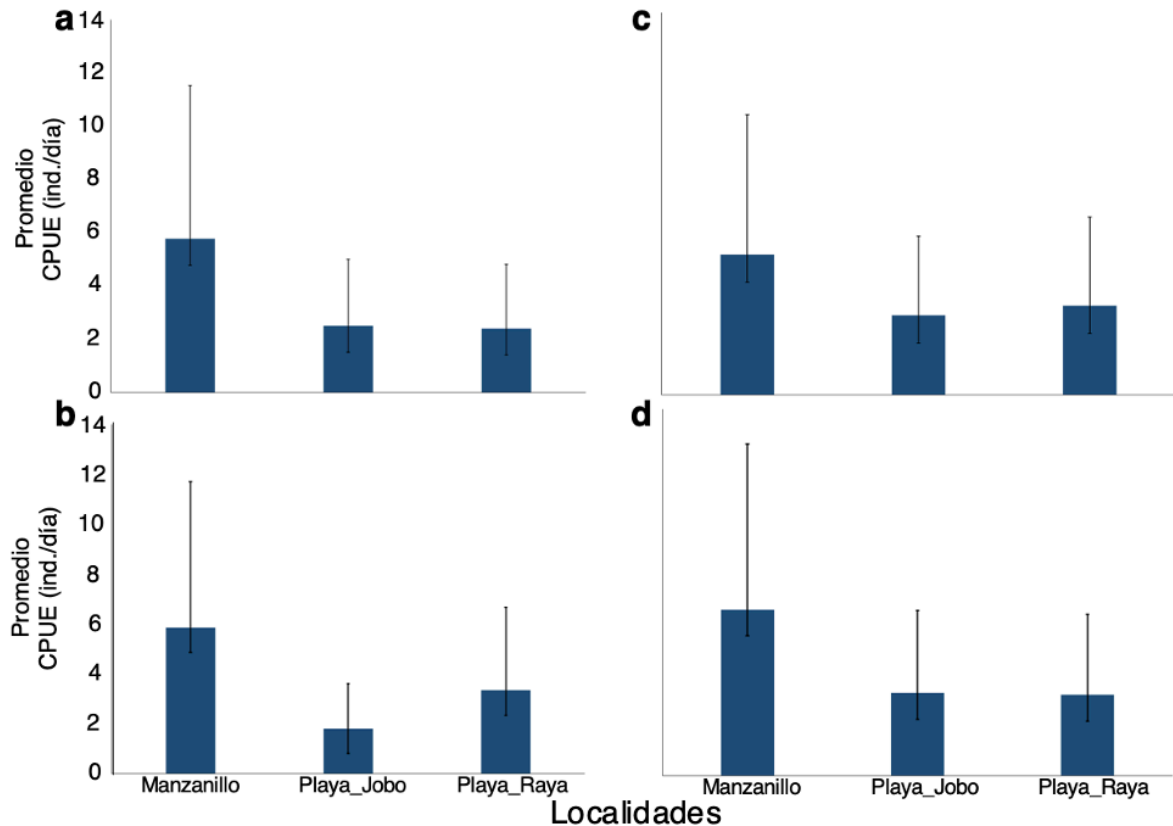 a
14
12
10
8
6
4
2
0
Promedio
CPUE (ind./día)
c
b
14
12
10
8
6
4
2
0
Promedio
CPUE (ind./día)
Manzanillo Playa_Jobo Playa_Raya
d
Manzanillo Playa_Jobo Playa_Raya
Localidades